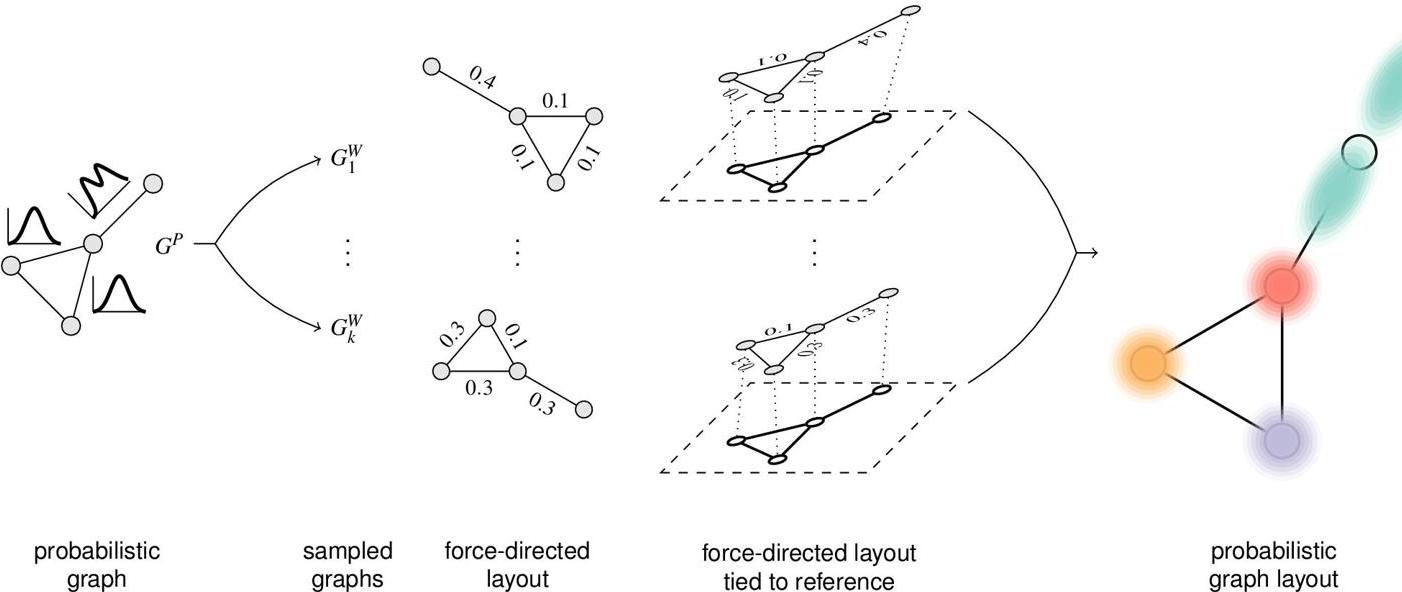 0.4
0.1
0.1
0.1
0.1
0.1
0.1
0.4
G_1^W
G^P
⋮
⋮
⋮
G_k^W
0.3
0.1
0.3
0.3
0.1
0.3
0.3
0.3
probabilistic
graph
sampled
graphs
force-directed
layout
force-directed layout
tied to reference
probabilistic
graph layout